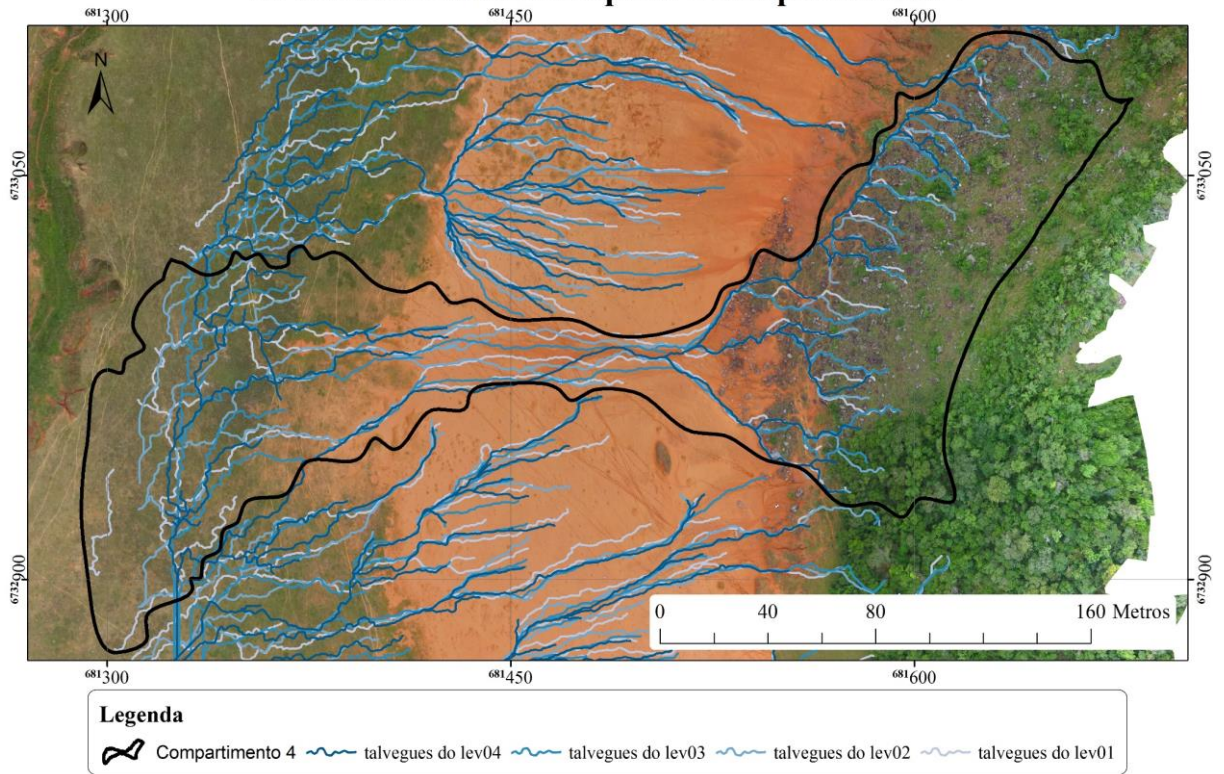 681300 681450 681600
N
6733050 6733050
6732900 6732900
0 40 80 160 Metros
681300 681450 681600
Legenda
Compartimento 4 talvegues do lev04 talvegues do lev03 talvegues do lev02 talvegues do lev01